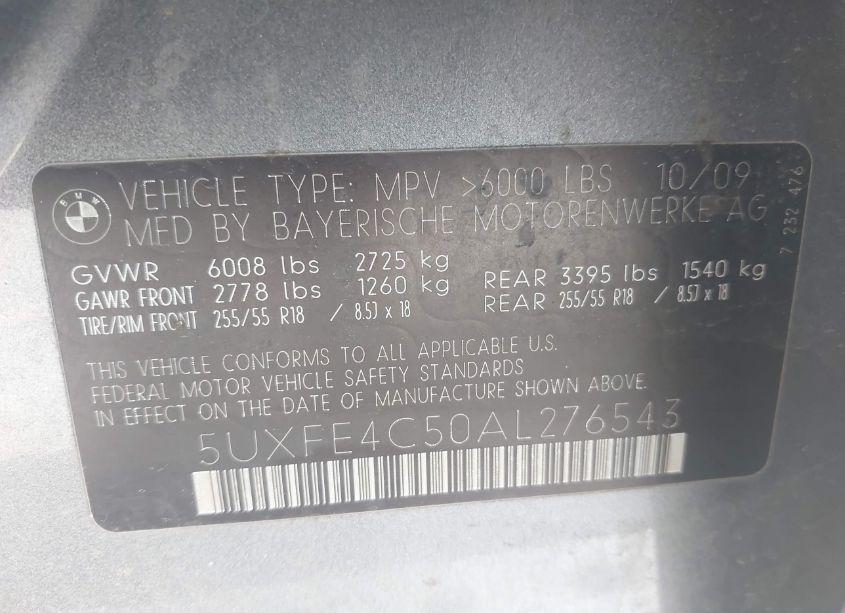 BMW
VEHICLE TYPE: MPV >6000 LBS 10/09
MFD BY BAYERISCHE MOTORENWERKE AG
GVWR 6008 lbs 2725 kg
GAWR FRONT 2778 lbs 1260 kg REAR 3395 lbs 1540 kg
TIRE/RIM FRONT 255/55 R18 / 8.5J x 18 REAR 255/55 R18 / 8.5J x 18
THIS VEHICLE CONFORMS TO ALL APPLICABLE U.S.
FEDERAL MOTOR VEHICLE SAFETY STANDARDS
IN EFFECT ON THE DATE OF MANUFACTURE SHOWN ABOVE.
5UXFE4C50AL276543
7 232 476